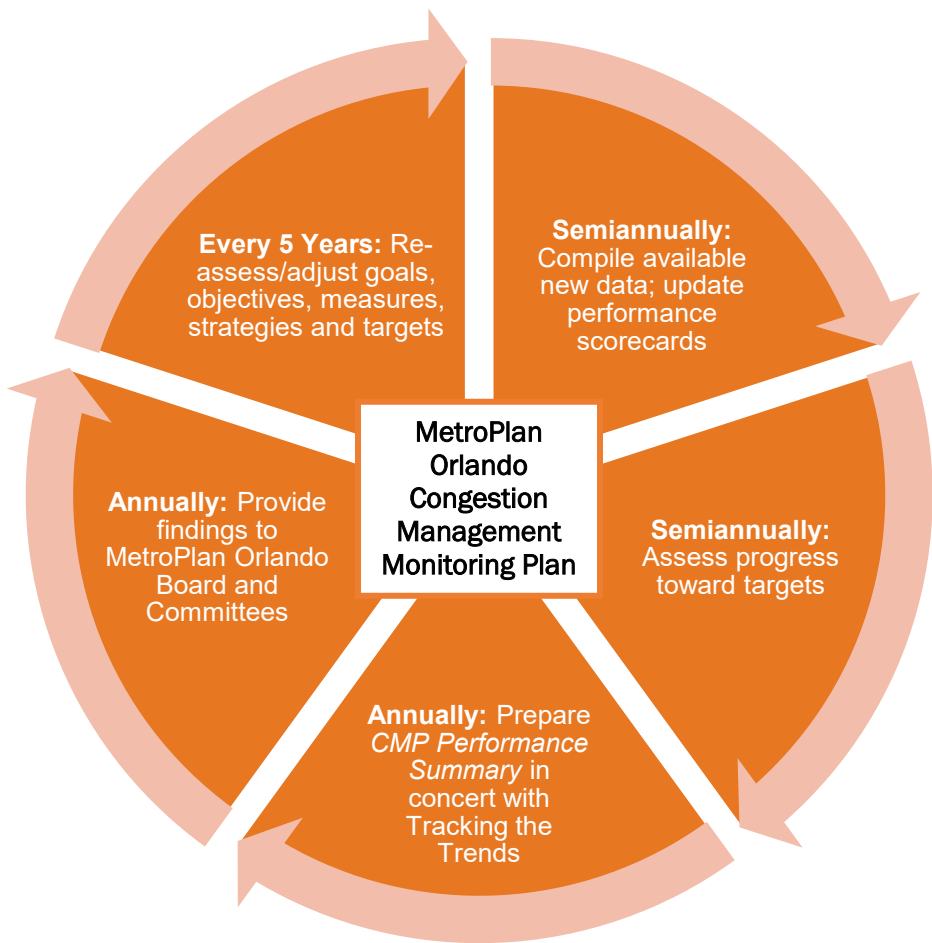 MetroPlan
Orlando
Congestion
Management
Monitoring Plan
Semiannually:
Compile available
new data; update
performance
scorecards
Semiannually:
Assess progress
toward targets
Annually: Prepare
CMP Performance
Summary in
concert with
Tracking the
Trends
Annually: Provide
findings to
MetroPlan Orlando
Board and
Committees
Every 5 Years: Re-
assess/adjust goals,
objectives, measures,
strategies and targets